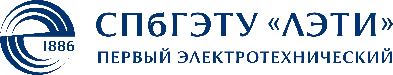 1886
СПбГЭТУ «ЛЭТИ»
ПЕРВЫЙ ЭЛЕКТРОТЕХНИЧЕСКИЙ